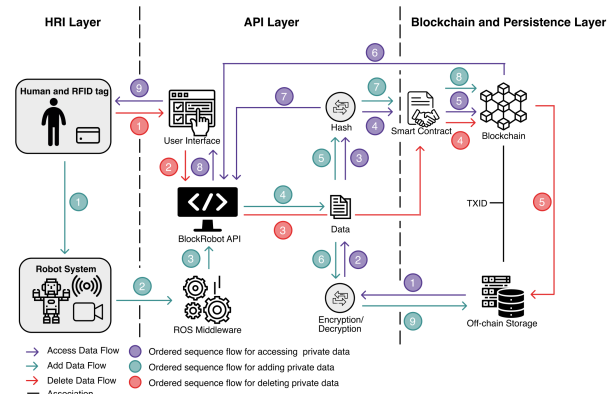 HRI Layer
API Layer
Blockchain and Persistence Layer
Human and RFID tag
9
1
User Interface
6
7
7
8
Hash
4
5
4
Smart Contract
Blockchain
2
8
5
3
1
4
3
BlockRobot API
Data
TXID
5
Robot System
2
3
ROS Middleware
6
2
Encryption/
Decryption
1
9
Off-chain Storage
Access Data Flow
Ordered sequence flow for accessing private data
Add Data Flow
Ordered sequence flow for adding private data
Delete Data Flow
Ordered sequence flow for deleting private data
Association